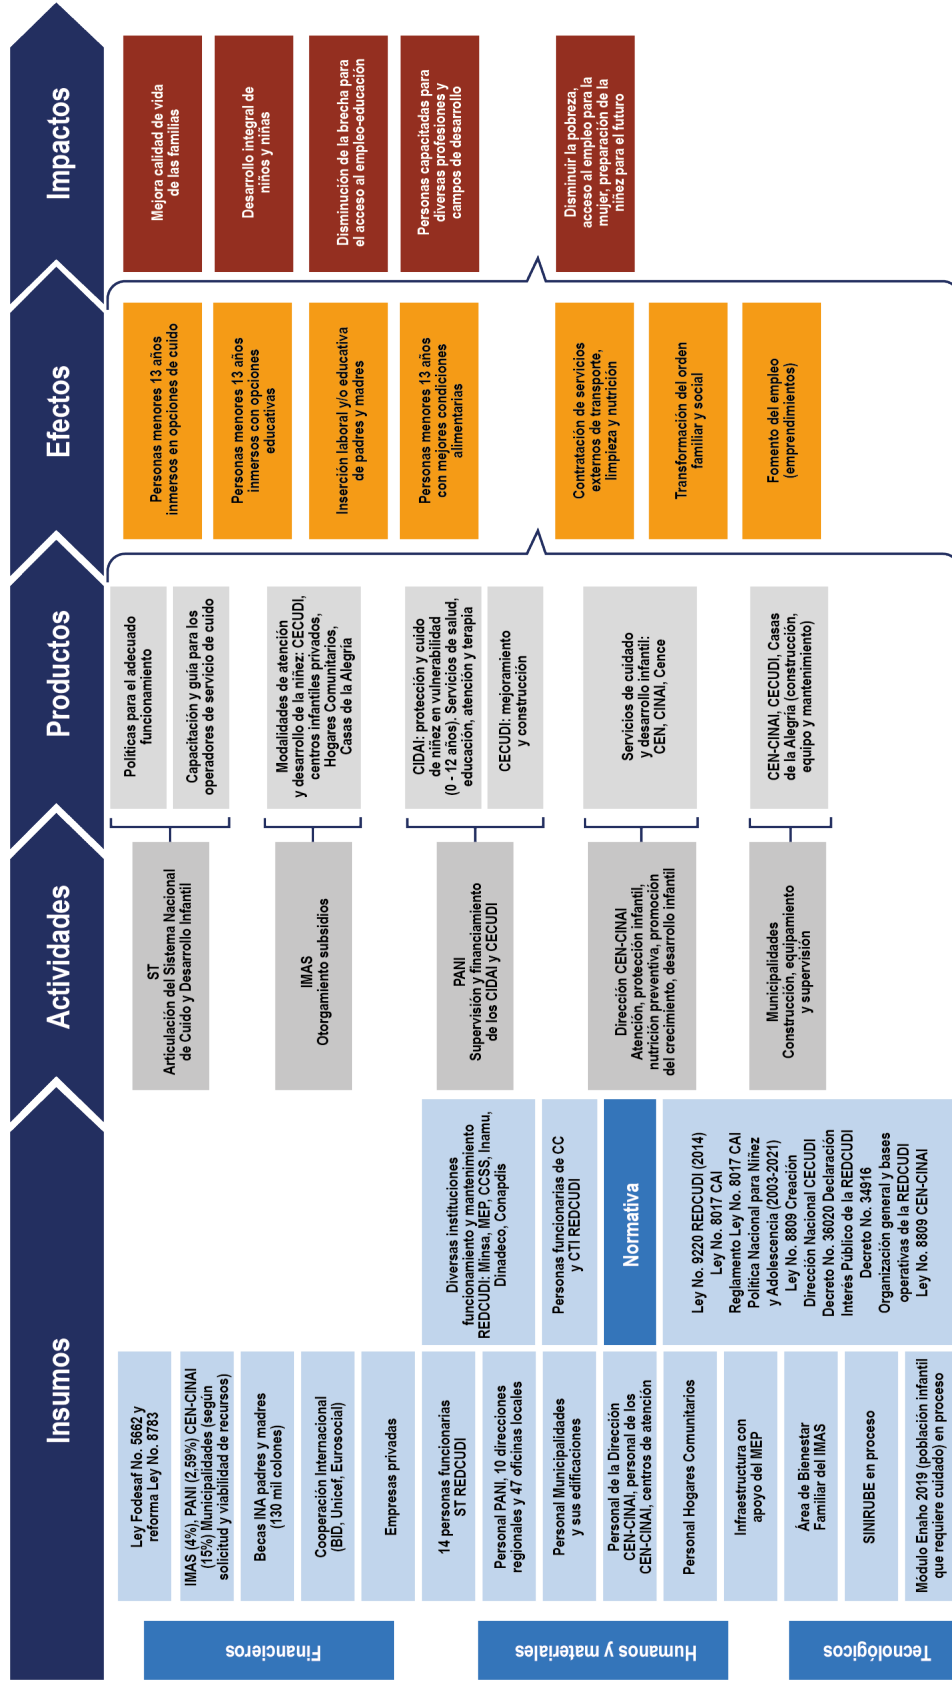 Insumos
Actividades
Productos
Efectos
Impactos
Financieros
Humanos y materiales
Tecnológicos
Ley Fodesaf No. 5662 y
reforma Ley No. 8783
IMAS (4%), PANI (2,59%) CEN-CINAI
(15%) Municipalidades (según
solicitud y viabilidad de recursos)
Becas INA padres y madres
(130 mil colones)
Cooperación Internacional
(BID, Unicef, Eurosocial)
Empresas privadas
14 personas funcionarias
ST REDCUDI
Personal PANI, 10 direcciones
regionales y 47 oficinas locales
Personal Municipalidades
y sus edificaciones
Personal de la Dirección
CEN-CINAI, personal de los
CEN-CINAI, centros de atención
Personal Hogares Comunitarios
Infraestructura con
apoyo del MEP
Área de Bienestar
Familiar del IMAS
SINIRUBE en proceso
Módulo Enaho 2019 (población infantil
que requiere cuidado) en proceso
Diversas instituciones
funcionamiento y mantenimiento
REDCUDI: Minsa, MEP, CCSS, Inamu,
Dinadeco, Conapdis
Personas funcionarias de CC
y CTI REDCUDI
Normativa
Ley No. 9220 REDCUDI (2014)
Ley No. 8017 CAI
Reglamento Ley No. 8017 CAI
Política Nacional para Niñez
y Adolescencia (2003-2021)
Ley No. 8809 Creación
Dirección Nacional CECUDI
Decreto No. 36020 Declaración
Interés Público de la REDCUDI
Decreto No. 34916
Organización general y bases
operativas de la REDCUDI
Ley No. 8809 CEN-CINAI
ST
Articulación del Sistema Nacional
de Cuido y Desarrollo Infantil
IMAS
Otorgamiento subsidios
PANI
Supervisión y financiamiento
de los CIDAI y CECUDI
Dirección CEN-CINAI
Atención, protección infantil,
nutrición preventiva, promoción
del crecimiento, desarrollo infantil
Municipalidades
Construcción, equipamiento
y supervisión
Políticas para el adecuado
funcionamiento
Capacitación y guía para los
operadores de servicio de cuido
Modalidades de atención
y desarrollo de la niñez: CECUDI,
centros infantiles privados,
Hogares Comunitarios,
Casas de la Alegría
CIDAI: protección y cuido
de niñez en vulnerabilidad
(0 - 12 años). Servicios de salud,
educación, atención y terapia
CECUDI: mejoramiento
y construcción
Servicios de cuidado
y desarrollo infantil:
CEN, CINAI, Cence
CEN-CINAI, CECUDI, Casas
de la Alegría (construcción,
equipo y mantenimiento)
Personas menores 13 años
inmersos en opciones de cuido
Personas menores 13 años
inmersos con opciones
educativas
Inserción laboral y/o educativa
de padres y madres
Personas menores 13 años
con mejores condiciones
alimentarias
Contratación de servicios
externos de transporte,
limpieza y nutrición
Transformación del orden
familiar y social
Fomento del empleo
(emprendimientos)
Mejora calidad de vida
de las familias
Desarrollo integral de
niños y niñas
Disminución de la brecha para
el acceso al empleo-educación
Personas capacitadas para
diversas profesiones y
campos de desarrollo
Disminuir la pobreza,
acceso al empleo para la
mujer, preparación de la
niñez para el futuro